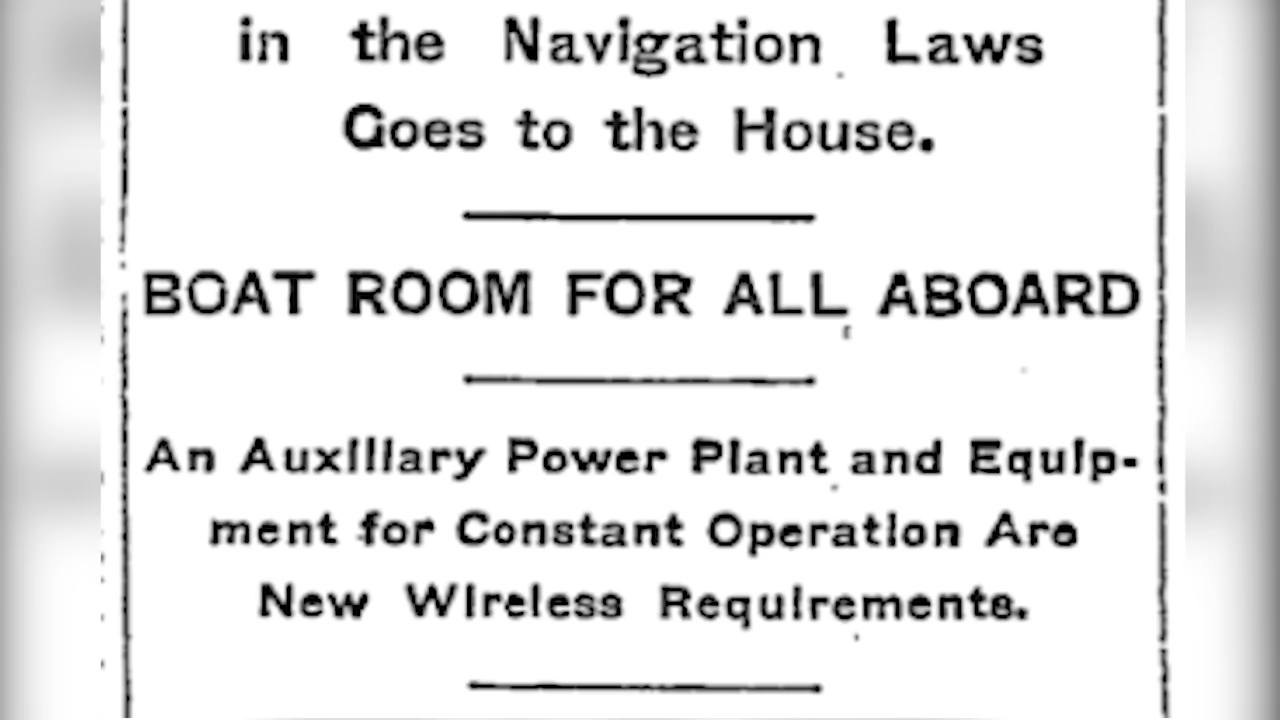 in the Navigation Laws
Goes to the House.
BOAT ROOM FOR ALL ABOARD
An Auxiliary Power Plant and Equip-
ment for Constant Operation Are
New Wireless Requirements.